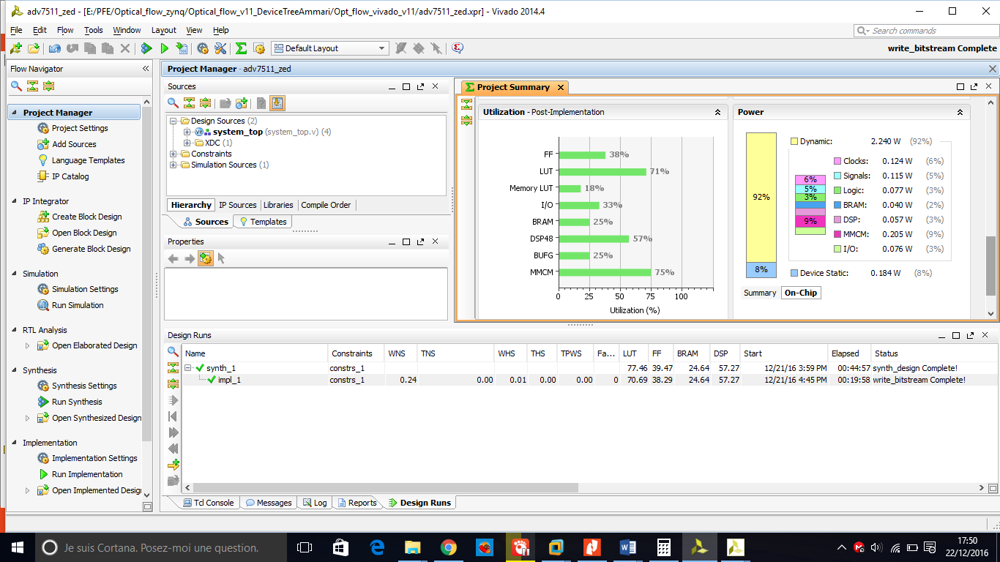 adv7511_zed - [E:/PFE/Optical_flow_zynq/Optical_flow_v11_DeviceTreeAmmari/Opt_flow_vivado_v11/adv7511_zed.xpr] - Vivado 2014.4
File Edit Flow Tools Window Layout View Help
Search commands
Default Layout
write_bitstream Complete
Flow Navigator
Project Manager
Project Settings
Add Sources
Language Templates
IP Catalog
IP Integrator
Create Block Design
Open Block Design
Generate Block Design
Simulation
Simulation Settings
Run Simulation
RTL Analysis
Open Elaborated Design
Synthesis
Synthesis Settings
Run Synthesis
Open Synthesized Design
Implementation
Implementation Settings
Run Implementation
Open Implemented Desig
Project Manager - adv7511_zed
Sources
Design Sources (2)
system_top (system_top.v) (4)
XDC (1)
Constraints
Simulation Sources (1)
Hierarchy IP Sources Libraries Compile Order
Sources Templates
Properties
Project Summary
Utilization - Post-Implementation
FF 38%
LUT 71%
Memory LUT 18%
I/O 33%
BRAM 25%
DSP48 57%
BUFG 25%
MMCM 75%
0 25 50 75 100
Utilization (%)
Power
92%
8%
Dynamic: 2.240 W (92%)
6%
5%
3%
9%
Clocks: 0.124 W (6%)
Signals: 0.115 W (5%)
Logic: 0.077 W (3%)
BRAM: 0.040 W (2%)
DSP: 0.057 W (3%)
MMCM: 0.205 W (9%)
I/O: 0.076 W (3%)
Device Static: 0.184 W (8%)
Summary On-Chip
Design Runs
Name Constraints WNS TNS WHS THS TPWS Fa... LUT FF BRAM DSP Start Elapsed Status
synth_1 constrs_1 77.46 39.47 24.64 57.27 12/21/16 3:59 PM 00:44:57 synth_design Complete!
impl_1 constrs_1 0.24 0.00 0.01 0.00 0.00 0 70.69 38.29 24.64 57.27 12/21/16 4:45 PM 00:19:58 write_bitstream Complete!
Tcl Console Messages Log Reports Design Runs
Je suis Cortana. Posez-moi une question.
17:50
22/12/2016